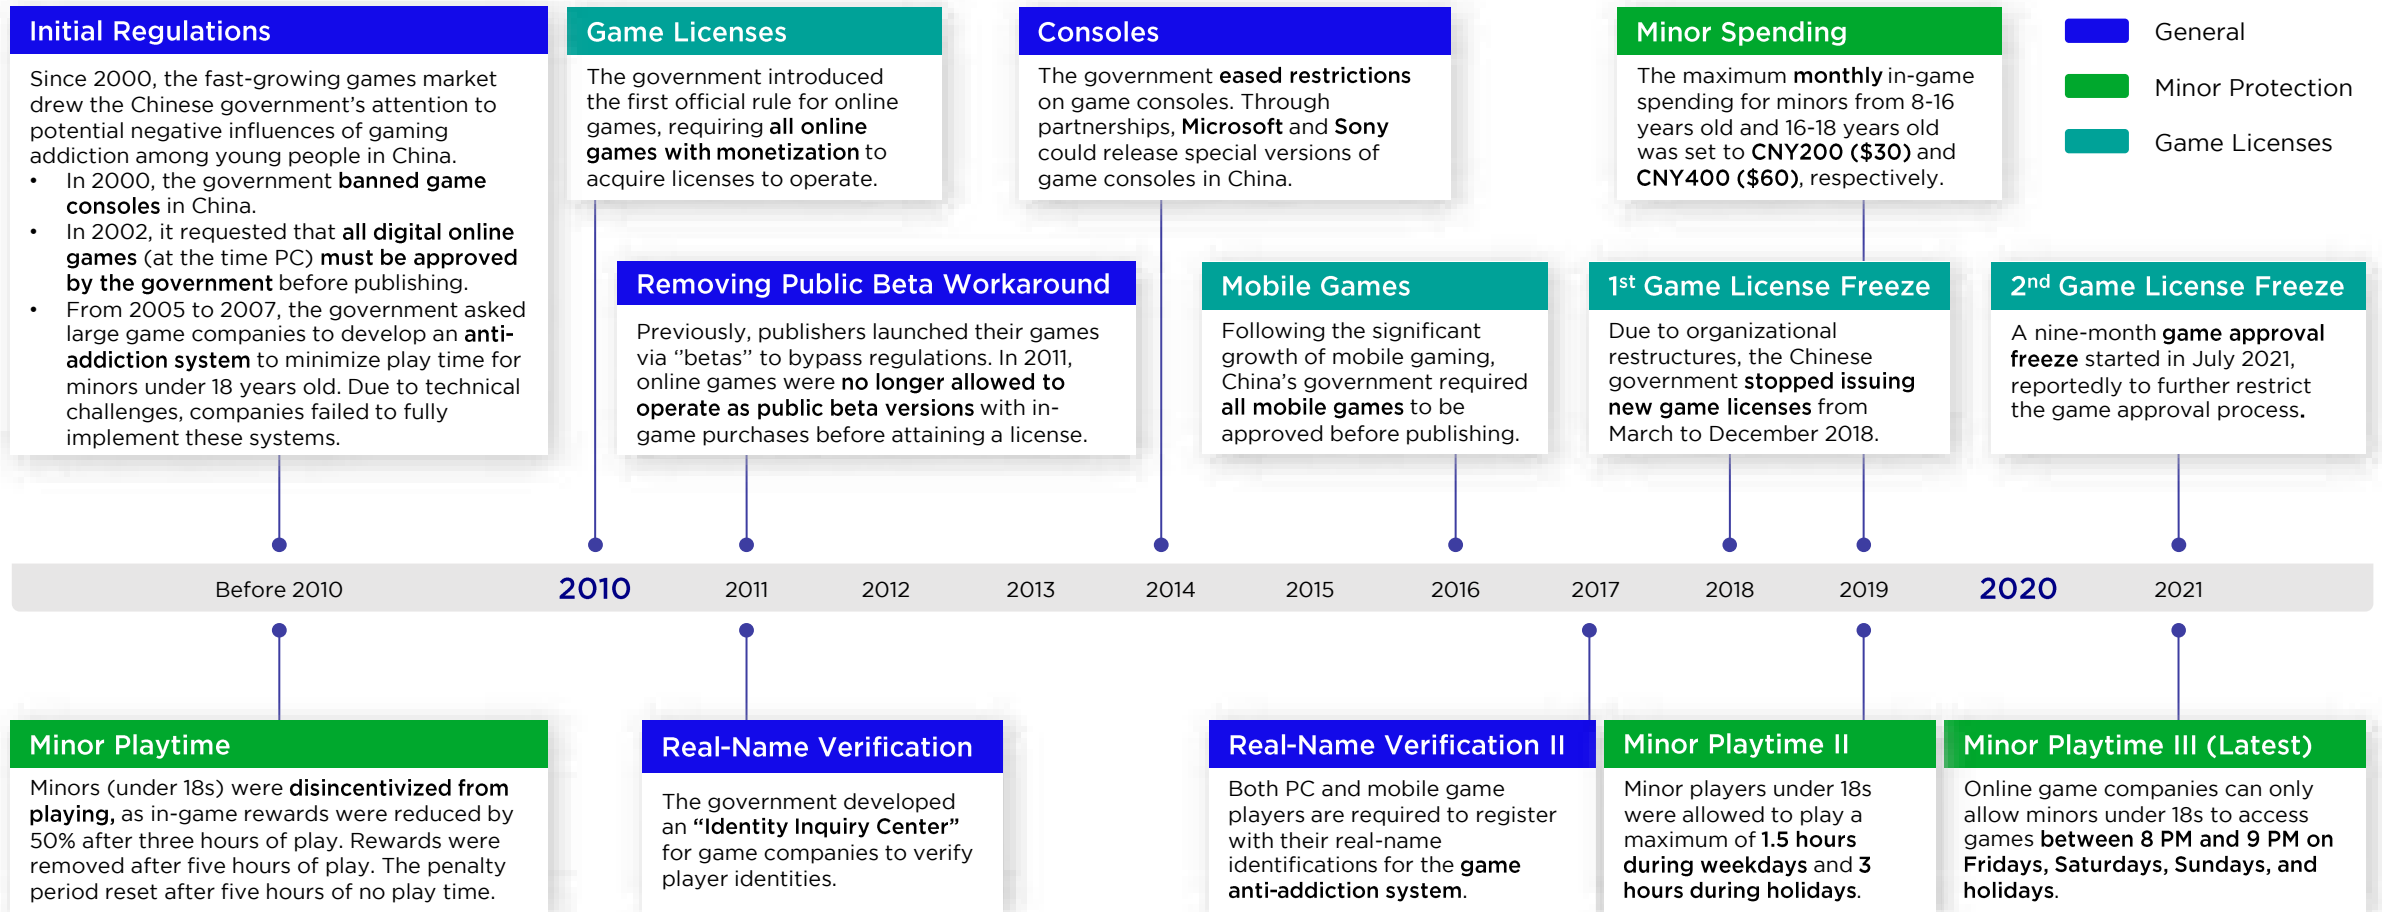 Initial Regulations
Since 2000, the fast-growing games market
drew the Chinese government's attention to
potential negative influences of gaming
addiction among young people in China.
• In 2000, the government banned game
consoles in China.
• In 2002, it requested that all digital online
games (at the time PC) must be approved
by the government before publishing.
• From 2005 to 2007, the government asked
large game companies to develop an anti-
addiction system to minimize play time for
minors under 18 years old. Due to technical
challenges, companies failed to fully
implement these systems.
Game Licenses
The government introduced
the first official rule for online
games, requiring all online
games with monetization to
acquire licenses to operate.
Consoles
The government eased restrictions
on game consoles. Through
partnerships, Microsoft and Sony
could release special versions of
game consoles in China.
Minor Spending
The maximum monthly in-game
spending for minors from 8-16
years old and 16-18 years old
was set to CNY200 ($30) and
CNY400 ($60), respectively.
General
Minor Protection
Game Licenses
Removing Public Beta Workaround
Previously, publishers launched their games
via “betas” to bypass regulations. In 2011,
online games were no longer allowed to
operate as public beta versions with in-
game purchases before attaining a license.
Mobile Games
Following the significant
growth of mobile gaming,
China's government required
all mobile games to be
approved before publishing.
1st Game License Freeze
Due to organizational
restructures, the Chinese
government stopped issuing
new game licenses from
March to December 2018.
2nd Game License Freeze
A nine-month game approval
freeze started in July 2021,
reportedly to further restrict
the game approval process.
Before 2010 2010 2011 2012 2013 2014 2015 2016 2017 2018 2019 2020 2021
Minor Playtime
Minors (under 18s) were disincentivized from
playing, as in-game rewards were reduced by
50% after three hours of play. Rewards were
removed after five hours of play. The penalty
period reset after five hours of no play time.
Real-Name Verification
The government developed
an “Identity Inquiry Center”
for game companies to verify
player identities.
Real-Name Verification II
Both PC and mobile game
players are required to register
with their real-name
identifications for the game
anti-addiction system.
Minor Playtime II
Minor players under 18s
were allowed to play a
maximum of 1.5 hours
during weekdays and 3
hours during holidays.
Minor Playtime III (Latest)
Online game companies can only
allow minors under 18s to access
games between 8 PM and 9 PM on
Fridays, Saturdays, Sundays, and
holidays.